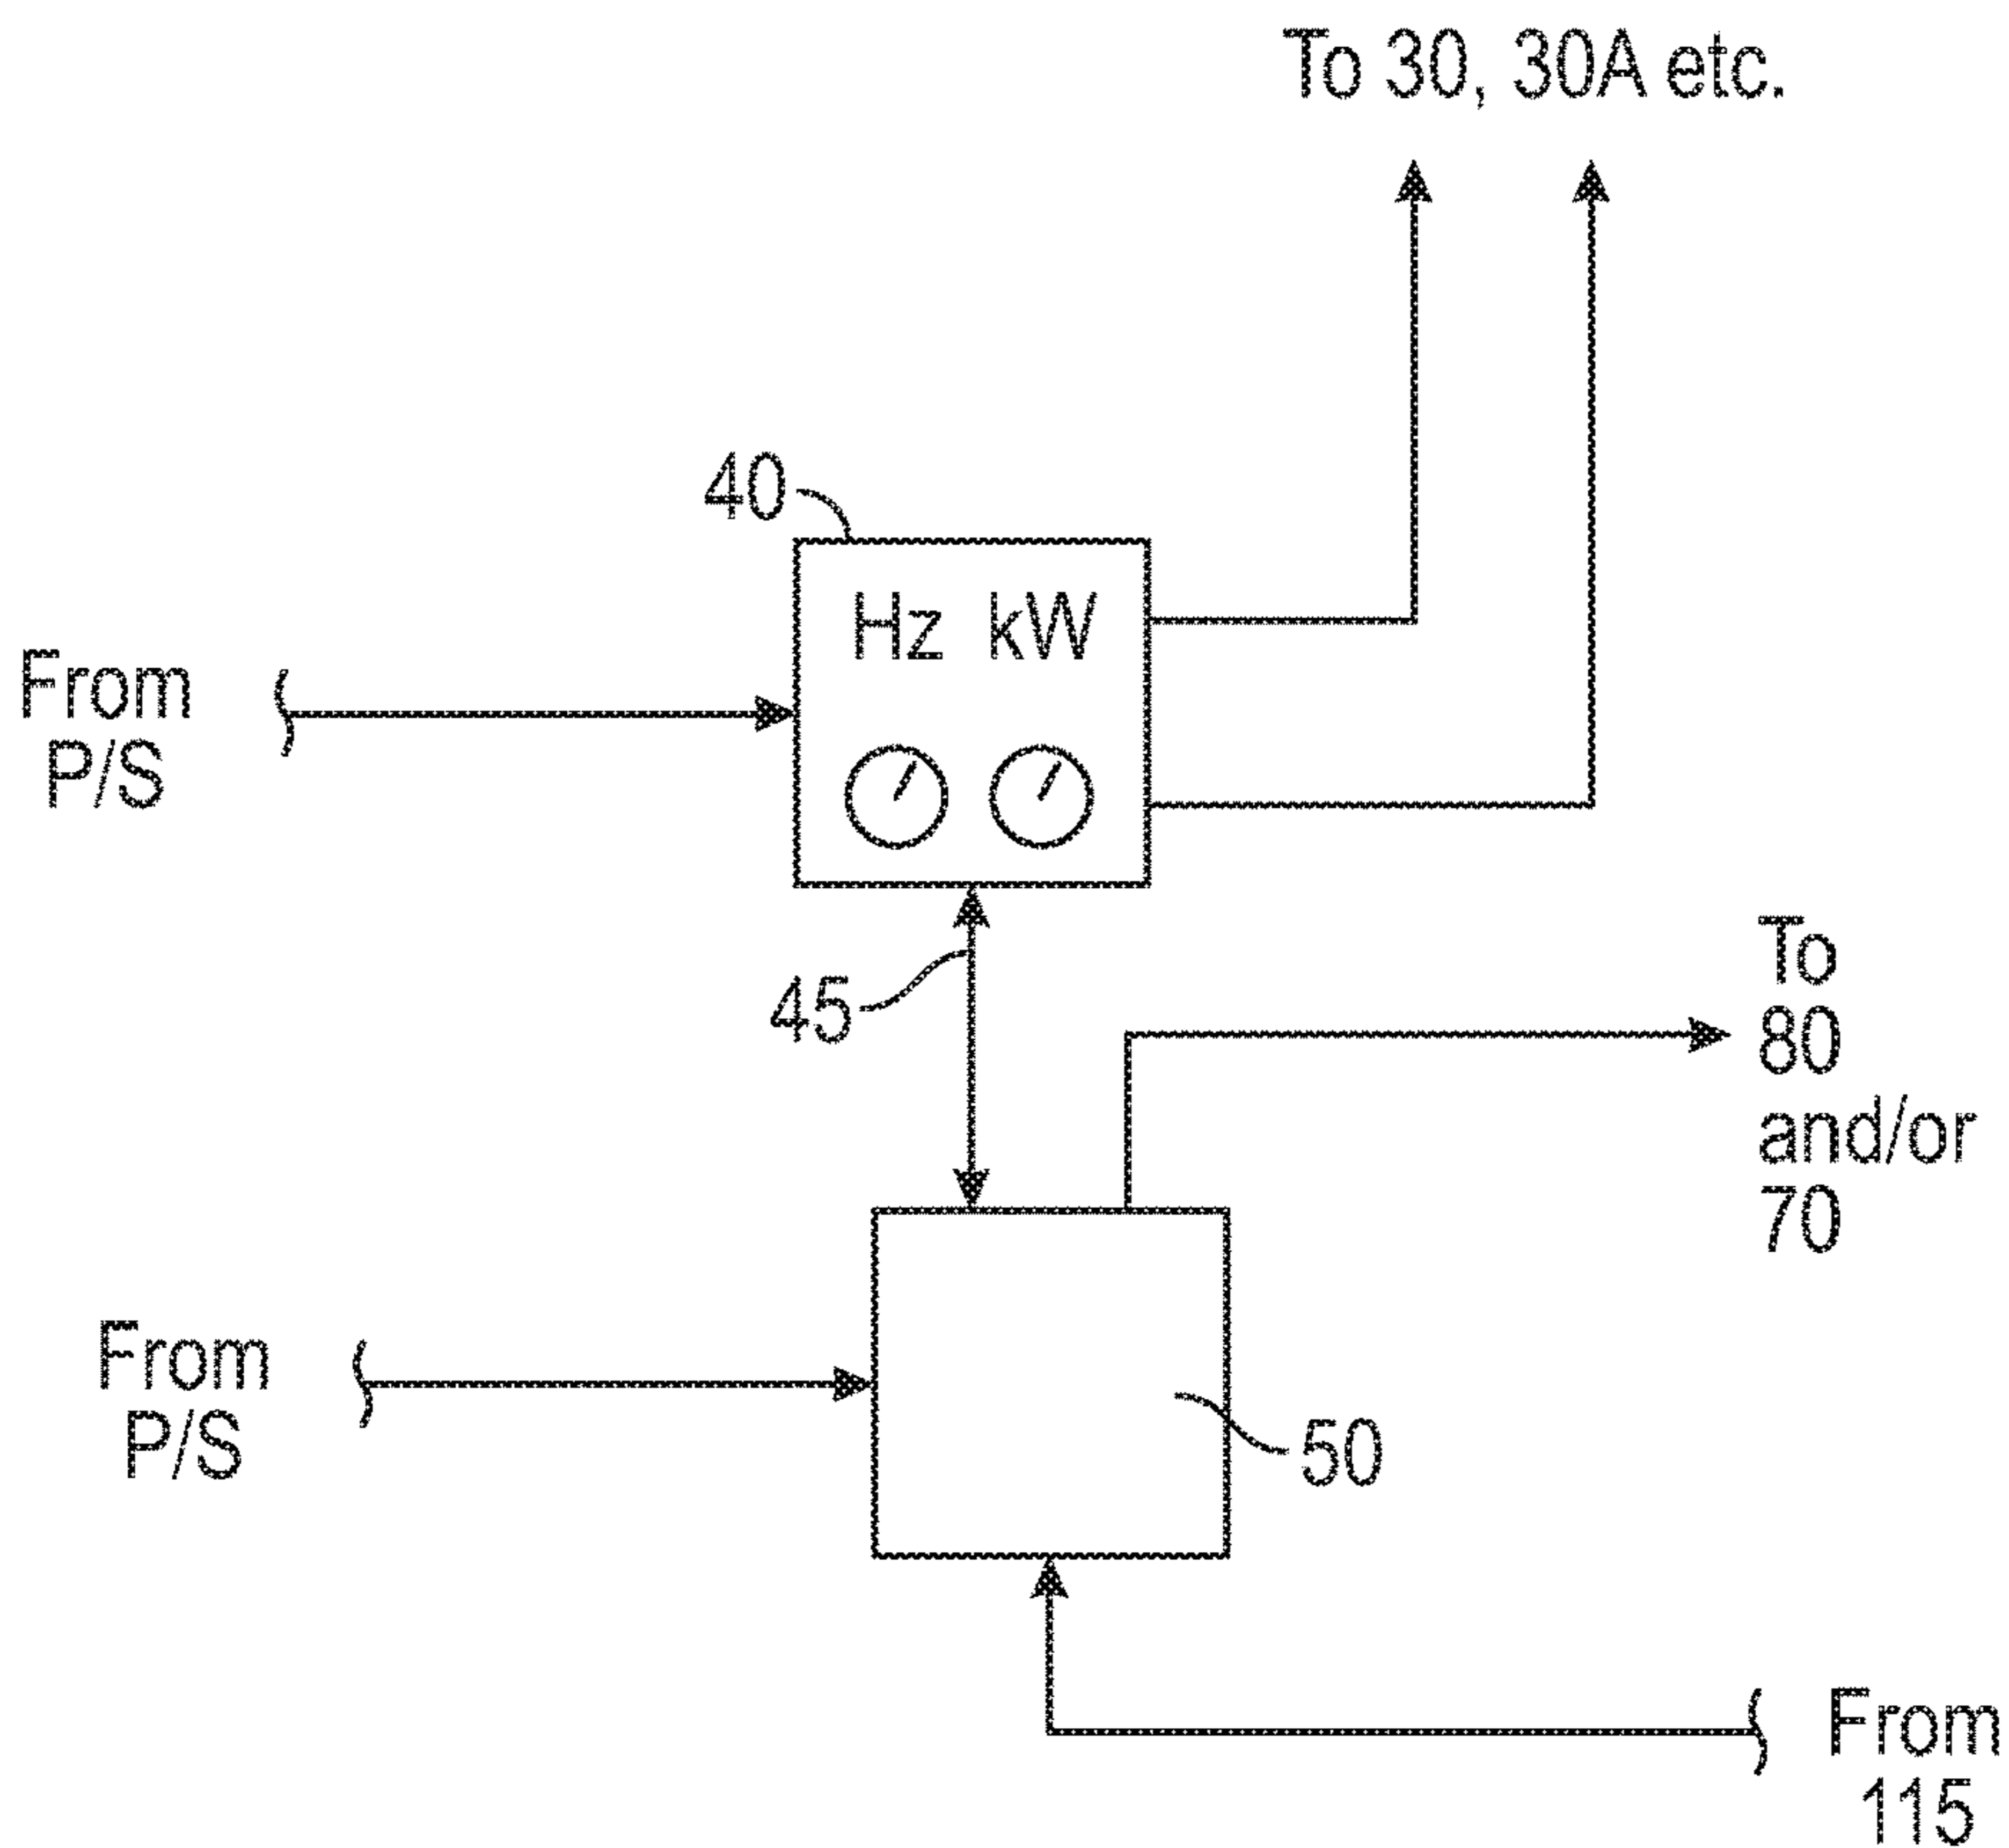 To 30, 30A etc.
40
Hz kW
From
P/S
45
To
80
and/or
70
From
P/S
50
From
115